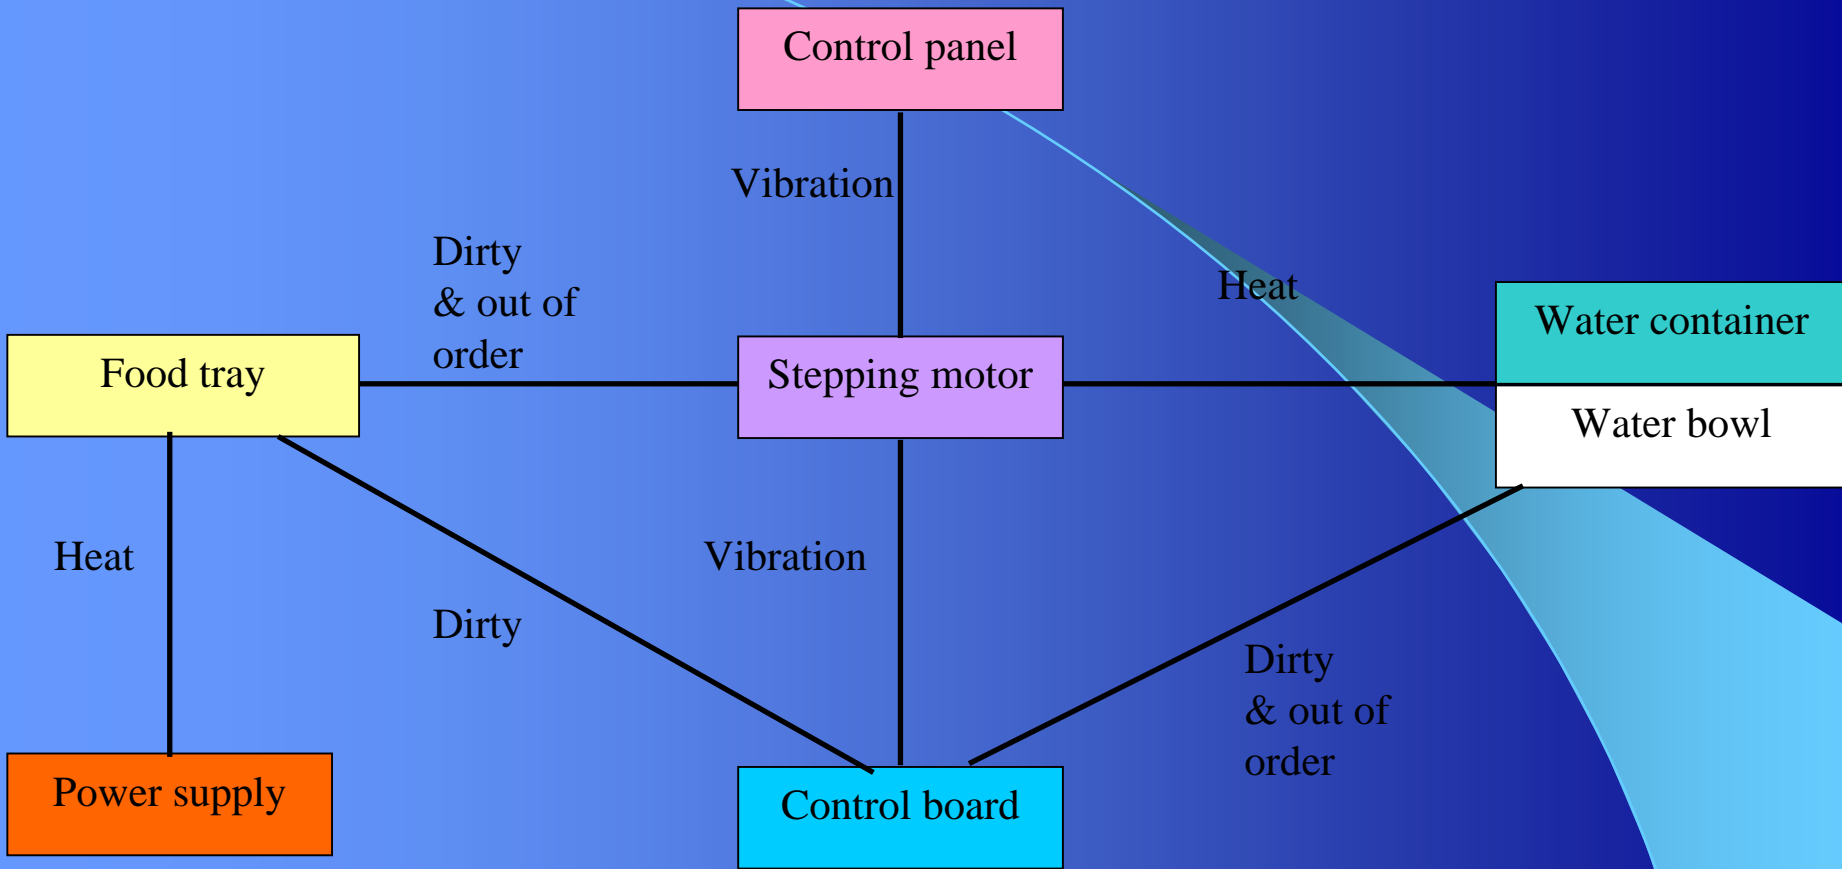 Control panel
Vibration
Dirty
& out of
order
Heat
Water container
Food tray
Stepping motor
Water bowl
Heat
Vibration
Dirty
Dirty
& out of
order
Power supply
Control board